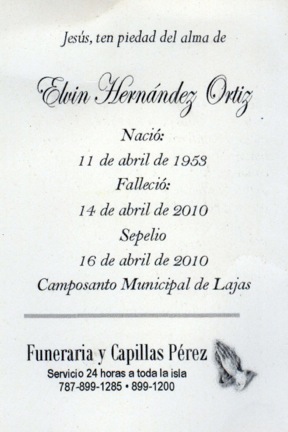 Jesús, ten piedad del alma de
Elvin Hernández Ortiz
Nació:
11 de abril de 1953
Falleció:
14 de abril de 2010
Sepelio
16 de abril de 2010
Camposanto Municipal de Lajas
Funeraria y Capillas Pérez
Servicio 24 horas a toda la isla
787-899-1285 • 899-1200